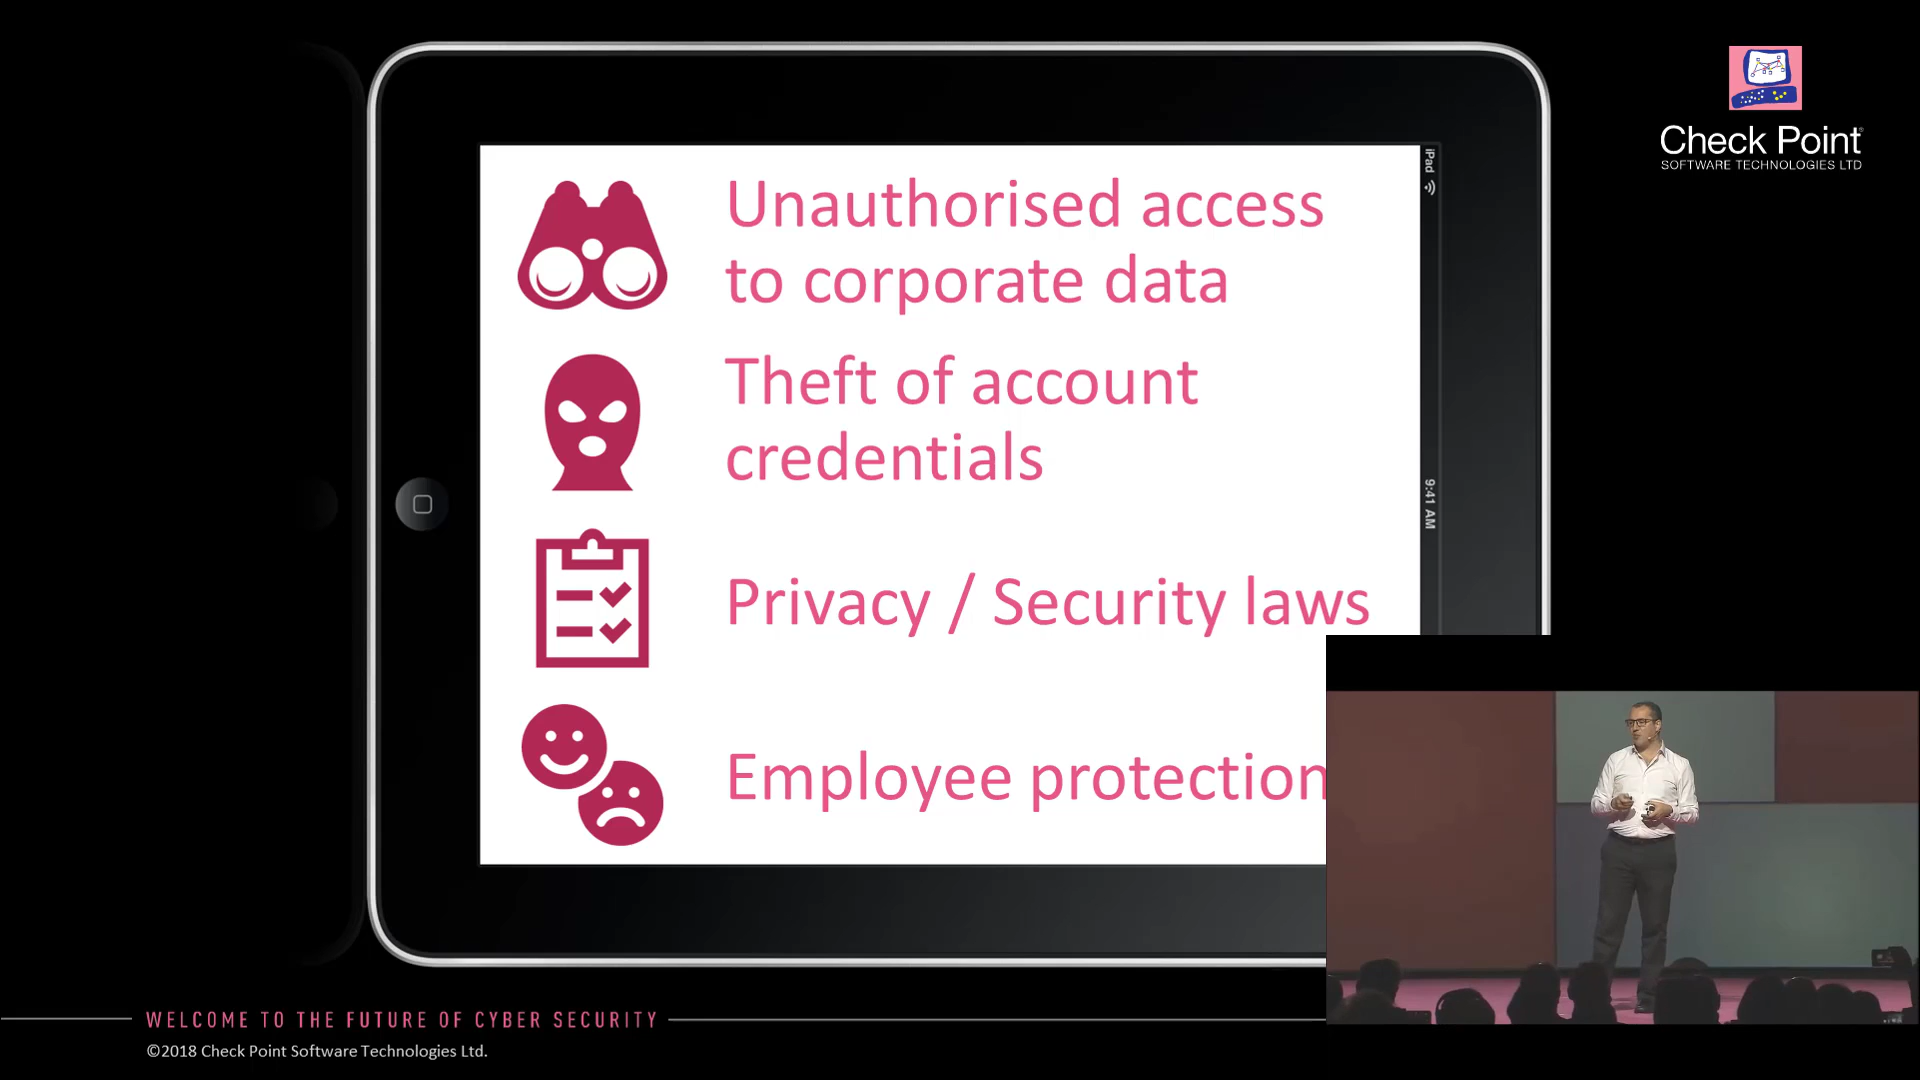 Check Point
SOFTWARE TECHNOLOGIES LTD
iPad
Unauthorised access
to corporate data
Theft of account
credentials
9:41 AM
Privacy / Security laws
Employee protection
WELCOME TO THE FUTURE OF CYBER SECURITY
©2018 Check Point Software Technologies Ltd.